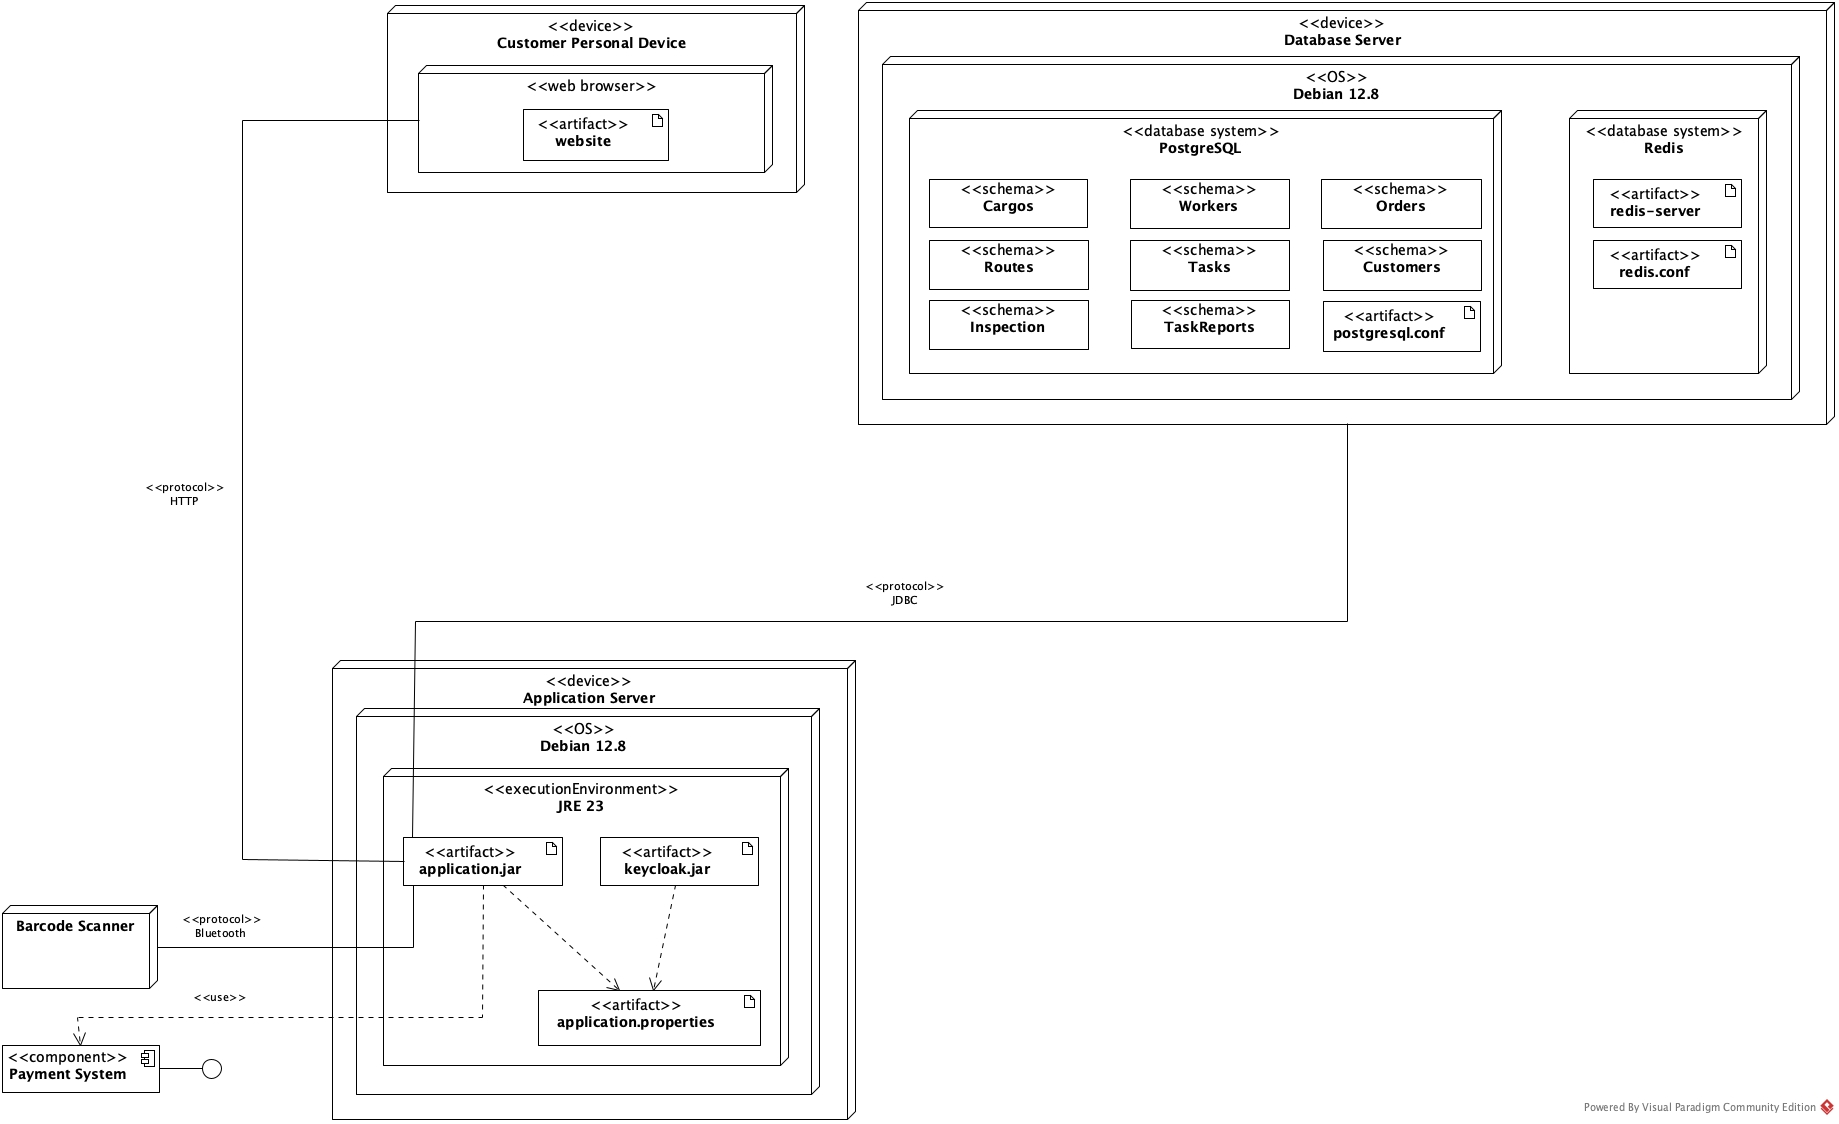 <<device>>
Customer Personal Device
<<web browser>>
<<artifact>>
website
<<device>>
Database Server
<<OS>>
Debian 12.8
<<database system>>
PostgreSQL
<<schema>>
Cargos
<<schema>>
Workers
<<schema>>
Orders
<<schema>>
Routes
<<schema>>
Tasks
<<schema>>
Customers
<<schema>>
Inspection
<<schema>>
TaskReports
<<artifact>>
postgresql.conf
<<database system>>
Redis
<<artifact>>
redis-server
<<artifact>>
redis.conf
<<protocol>>
HTTP
<<protocol>>
JDBC
<<device>>
Application Server
<<OS>>
Debian 12.8
<<executionEnvironment>>
JRE 23
<<artifact>>
application.jar
<<artifact>>
keycloak.jar
<<artifact>>
application.properties
Barcode Scanner
<<protocol>>
Bluetooth
<<use>>
<<component>>
Payment System
Powered By Visual Paradigm Community Edition